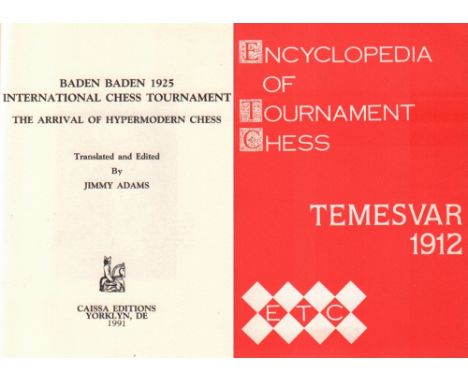 BADEN BADEN 1925
INTERNATIONAL CHESS TOURNAMENT
THE ARRIVAL OF HYPERMODERN CHESS
Translated and Edited
By
JIMMY ADAMS
CAISSA EDITIONS
YORKLYN, DE
1991
ENCYCLOPEDIA
OF
TOURNAMENT
CHESS
TEMESVAR
1912
E T C